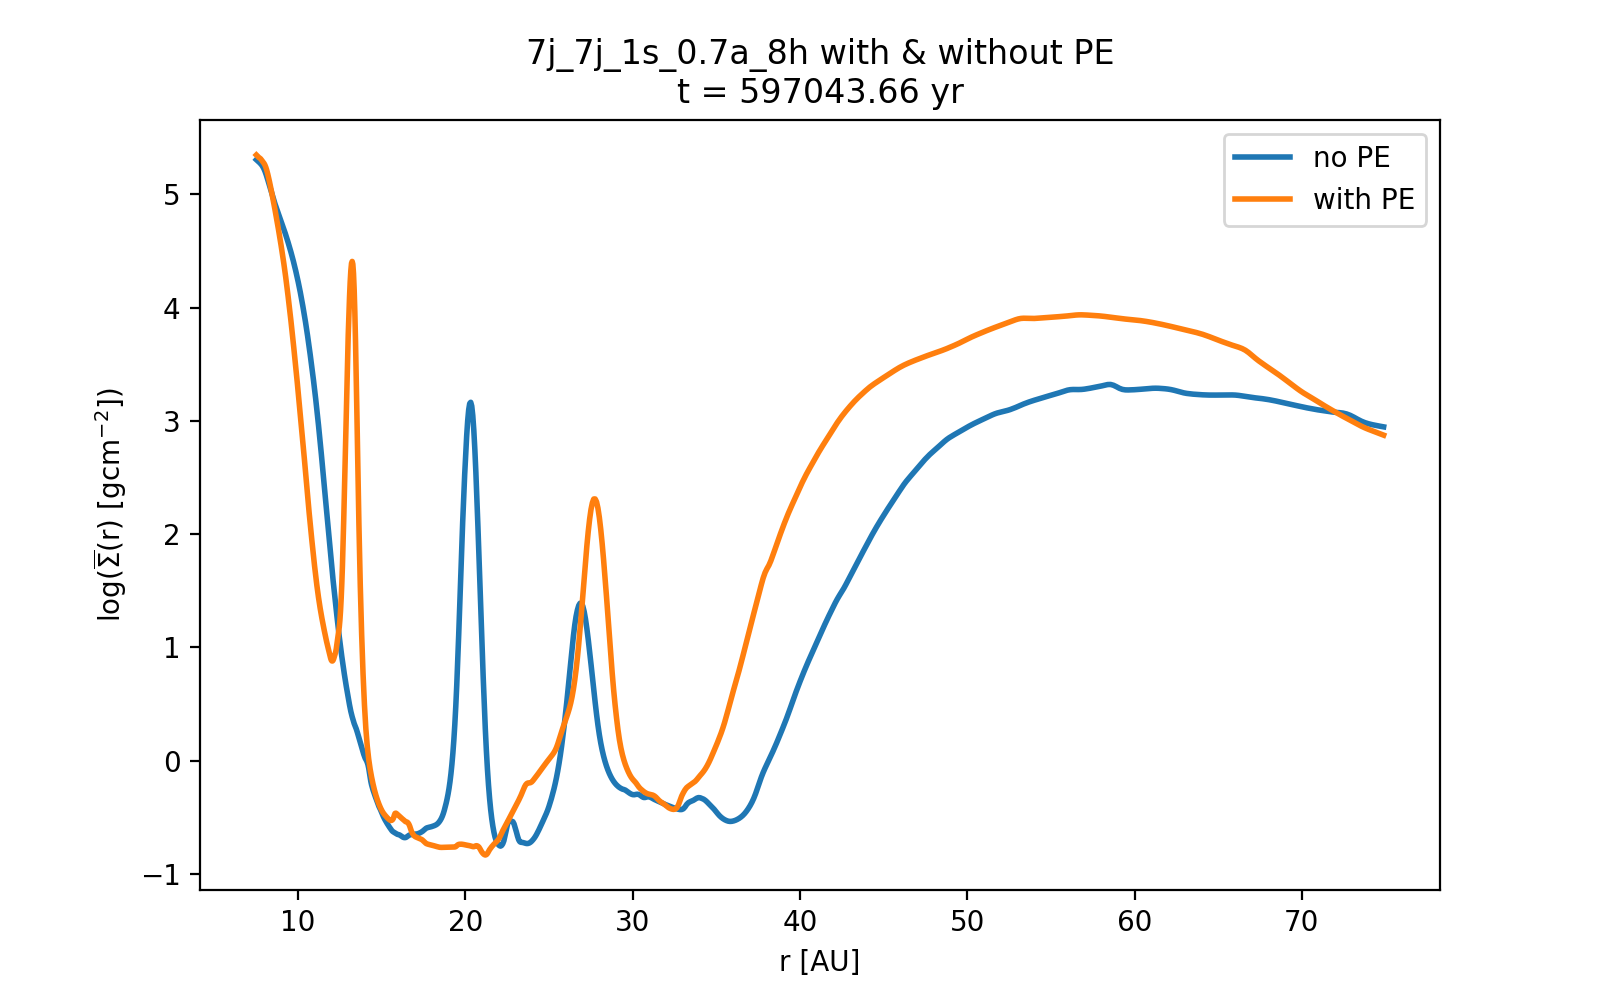 7j_7j_1s_0.7a_8h with & without PE
t = 597043.66 yr
no PE
with PE
log(Σ̅(r) [gcm⁻²])
5
4
3
2
1
0
−1
10 20 30 40 50 60 70
r [AU]